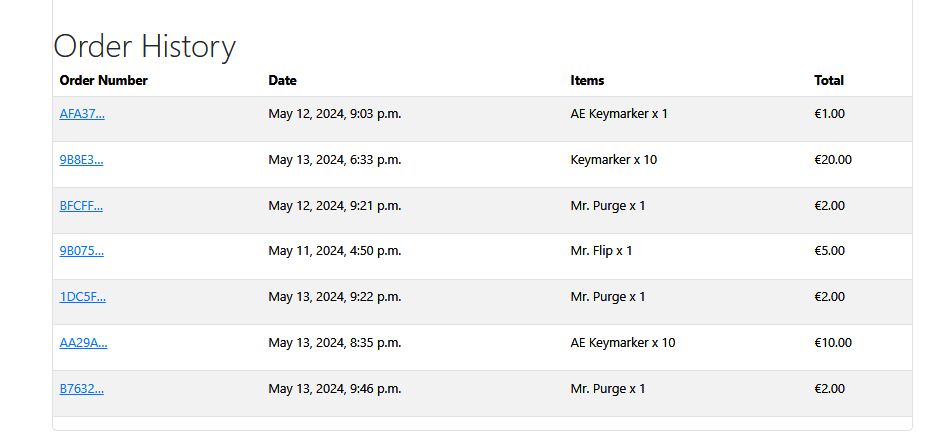 Order History
Order Number Date Items Total
AFA37... May 12, 2024, 9:03 p.m. AE Keymarker x 1 €1.00
9B8E3... May 13, 2024, 6:33 p.m. Keymarker x 10 €20.00
BFCFF... May 12, 2024, 9:21 p.m. Mr. Purge x 1 €2.00
9B075... May 11, 2024, 4:50 p.m. Mr. Flip x 1 €5.00
1DC5F... May 13, 2024, 9:22 p.m. Mr. Purge x 1 €2.00
AA29A... May 13, 2024, 8:35 p.m. AE Keymarker x 10 €10.00
B7632... May 13, 2024, 9:46 p.m. Mr. Purge x 1 €2.00